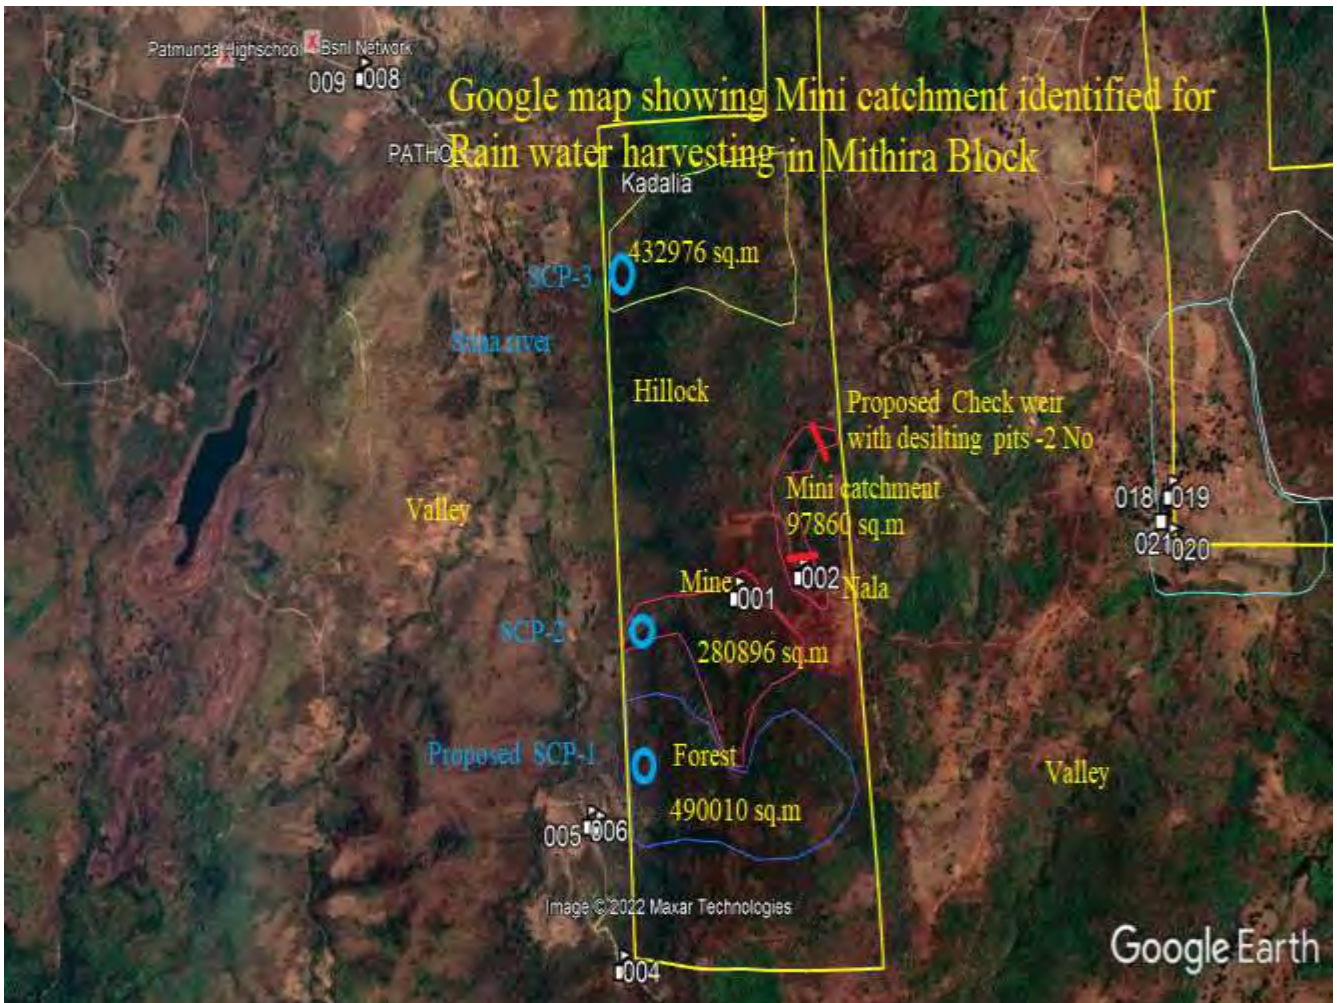 Patmunda Highschool
Bsnl Network
009
008
Google map showing Mini catchment identified for
Rain water harvesting in Mithira Block
Kadalia
432976 sq.m
SCP-3
Hillock
Proposed Check weir
with desilting pits -2 No
Mini catchment
97860 sq.m
Valley
018
019
021
020
Mine
001
002
Nala
SCP-2
280896 sq.m
Proposed SCP-1
Forest
Valley
490010 sq.m
005
006
Image © 2022 Maxar Technologies
004
Google Earth